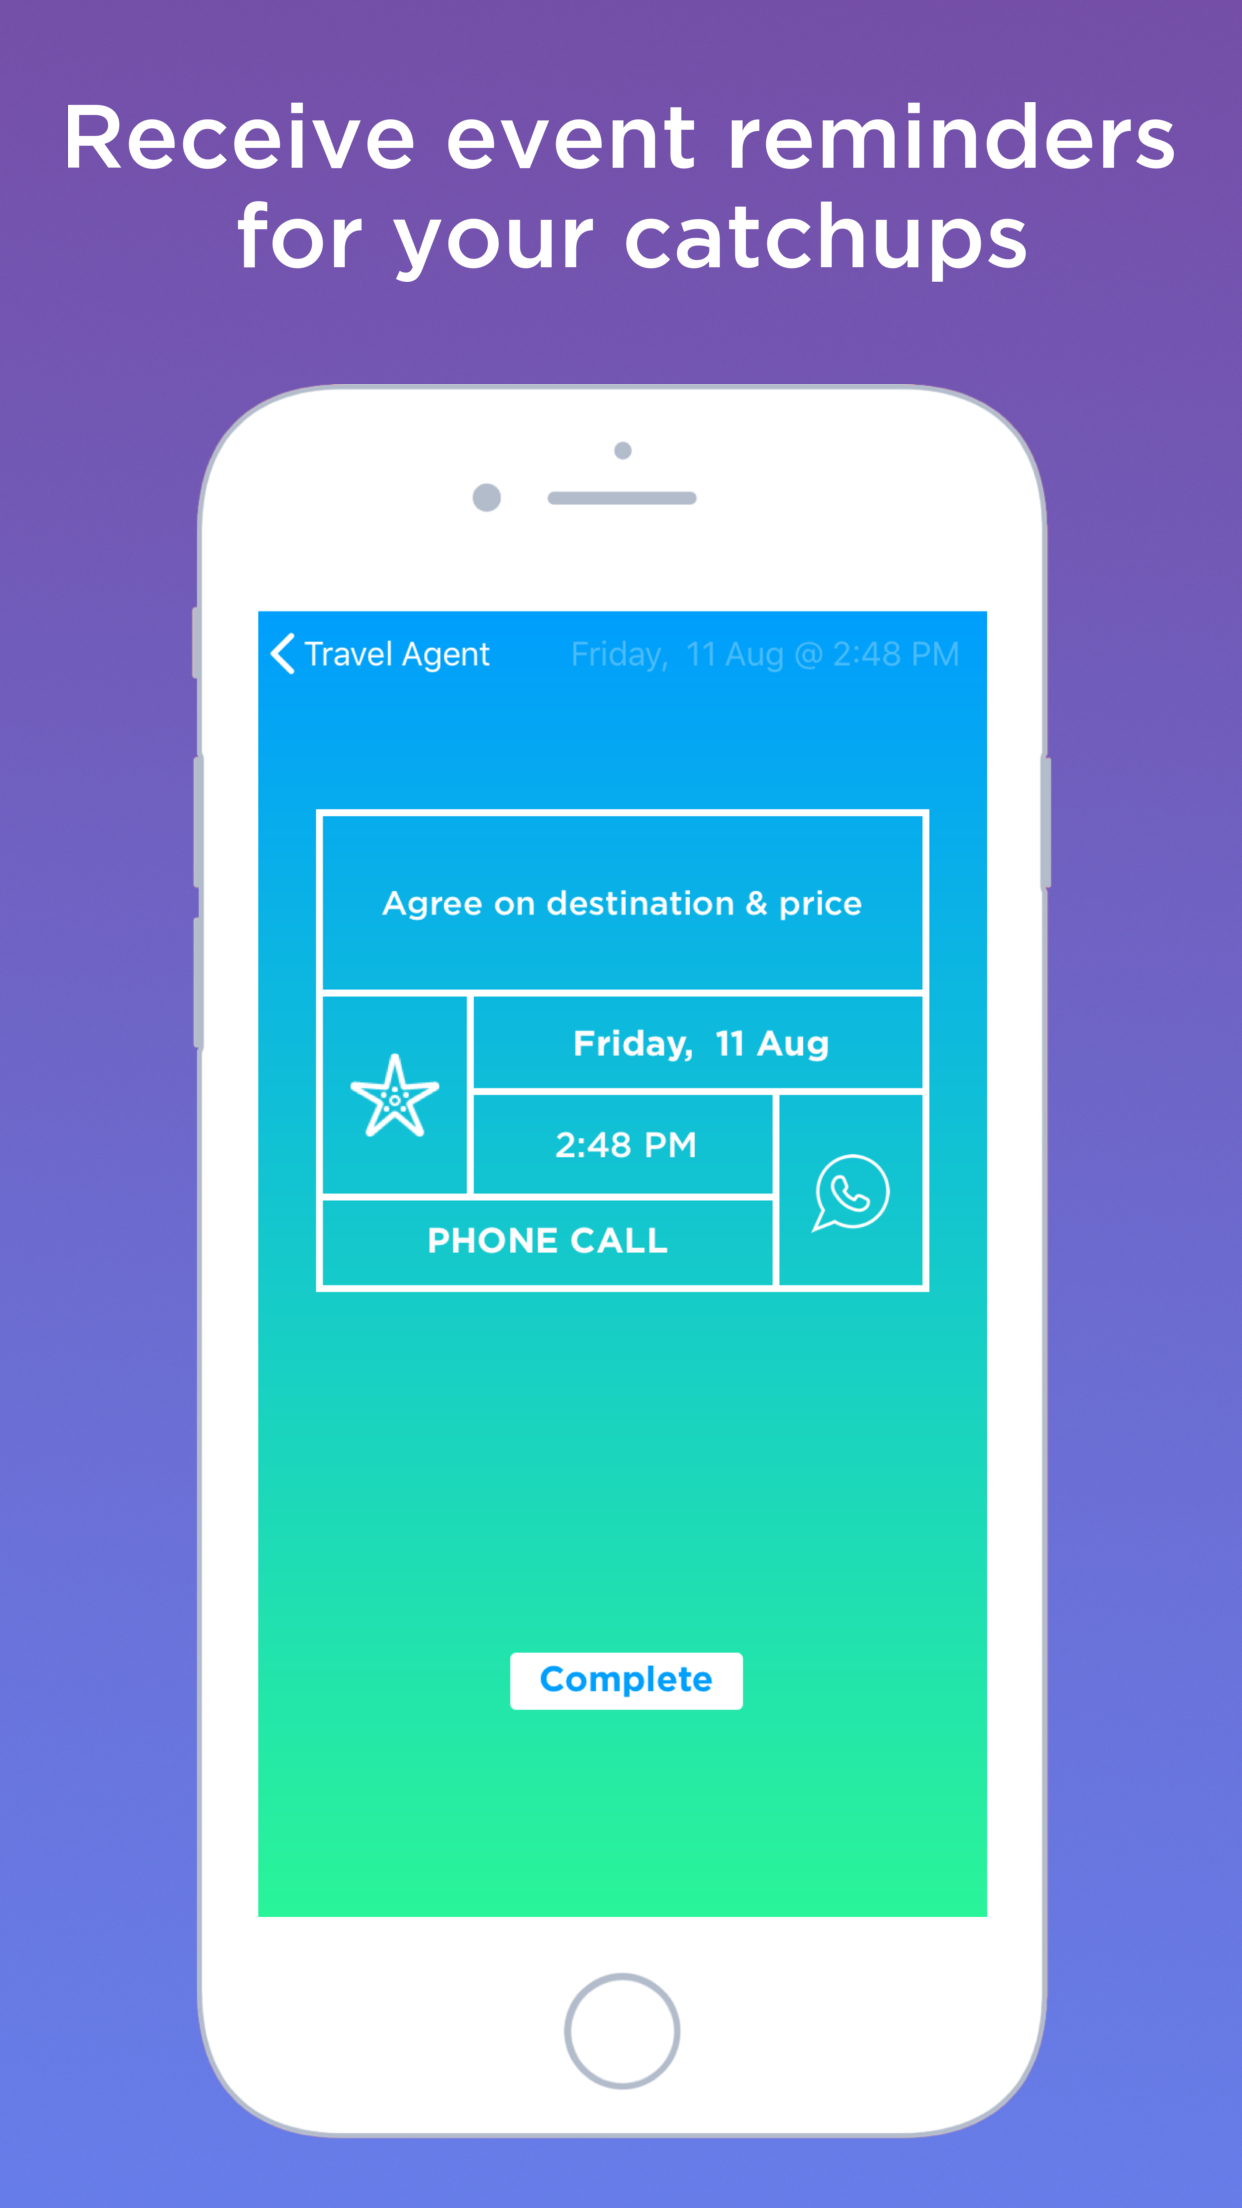 Receive event reminders
for your catchups
Travel Agent
Friday,  11 Aug @ 2:48 PM
Agree on destination & price
Friday,  11 Aug
2:48 PM
PHONE CALL
Complete